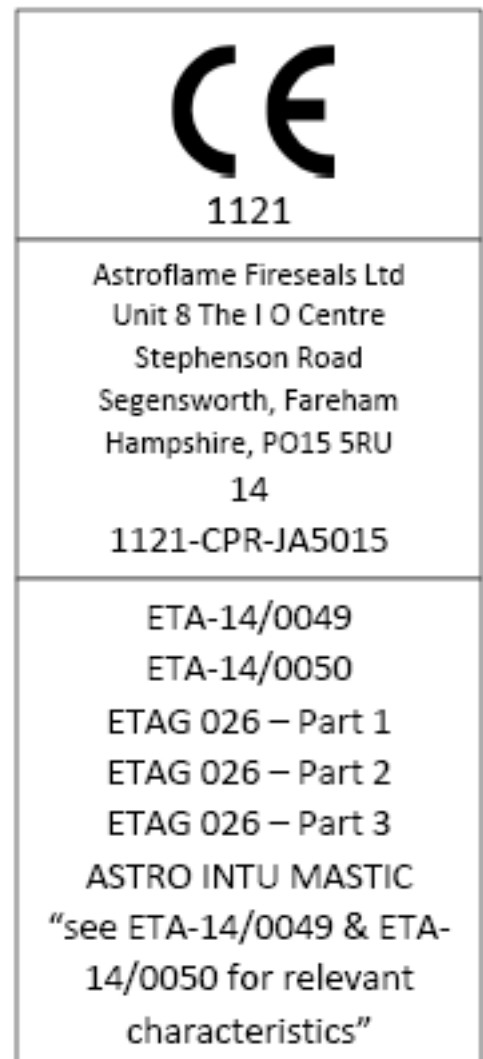 CE
1121
Astroflame Fireseals Ltd
Unit 8 The I O Centre
Stephenson Road
Segensworth, Fareham
Hampshire, PO15 5RU
14
1121-CPR-JA5015
ETA-14/0049
ETA-14/0050
ETAG 026 – Part 1
ETAG 026 – Part 2
ETAG 026 – Part 3
ASTRO INTU MASTIC
“see ETA-14/0049 & ETA-
14/0050 for relevant
characteristics”